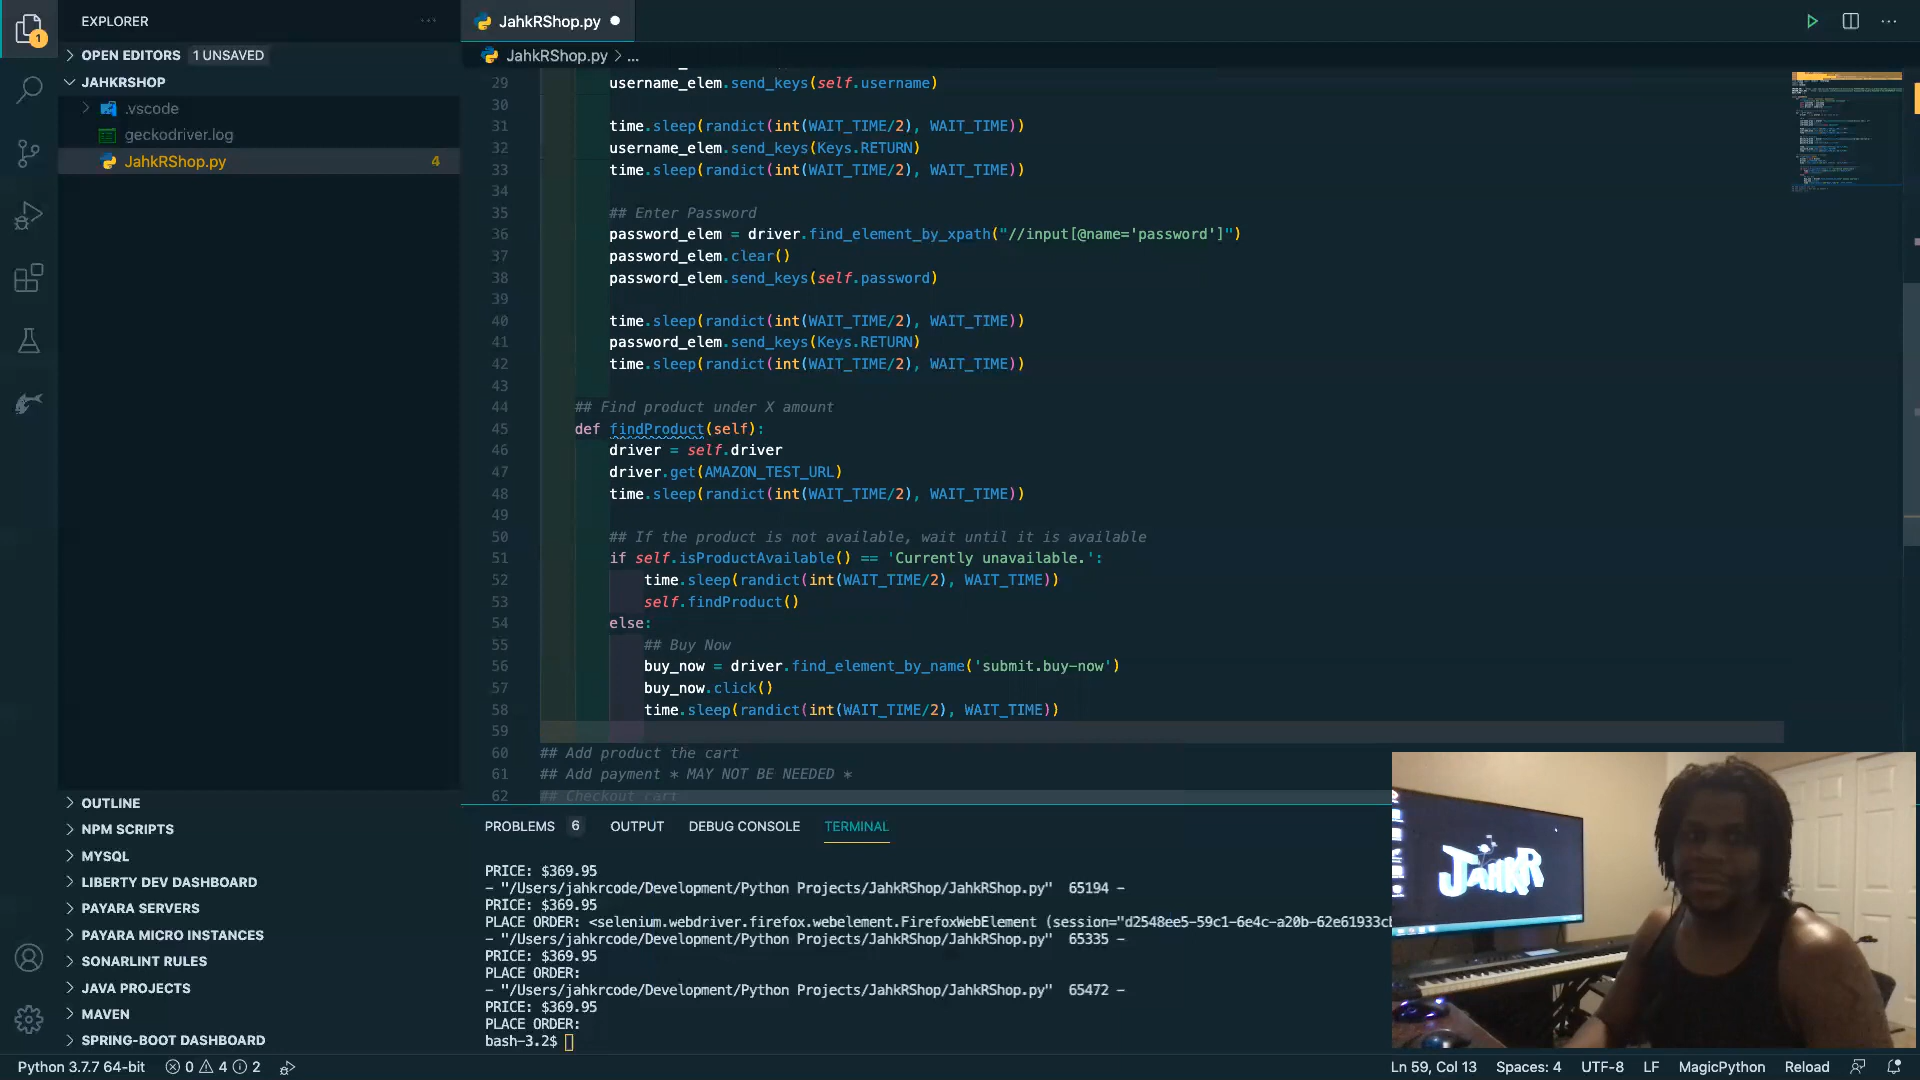 EXPLORER
OPEN EDITORS 1 UNSAVED
JAHKRSHOP
.vscode
geckodriver.log
JahkRShop.py 4
OUTLINE
NPM SCRIPTS
MYSQL
LIBERTY DEV DASHBOARD
PAYARA SERVERS
PAYARA MICRO INSTANCES
SONARLINT RULES
JAVA PROJECTS
MAVEN
SPRING-BOOT DASHBOARD
1
JahkRShop.py
JahkRShop.py > ...
29 username_elem.send_keys(self.username)
30
31 time.sleep(randict(int(WAIT_TIME/2), WAIT_TIME))
32 username_elem.send_keys(Keys.RETURN)
33 time.sleep(randict(int(WAIT_TIME/2), WAIT_TIME))
34
35 ## Enter Password
36 password_elem = driver.find_element_by_xpath("//input[@name='password']")
37 password_elem.clear()
38 password_elem.send_keys(self.password)
39
40 time.sleep(randict(int(WAIT_TIME/2), WAIT_TIME))
41 password_elem.send_keys(Keys.RETURN)
42 time.sleep(randict(int(WAIT_TIME/2), WAIT_TIME))
43
44 ## Find product under X amount
45 def findProduct(self):
46 driver = self.driver
47 driver.get(AMAZON_TEST_URL)
48 time.sleep(randict(int(WAIT_TIME/2), WAIT_TIME))
49
50 ## If the product is not available, wait until it is available
51 if self.isProductAvailable() == 'Currently unavailable.':
52 time.sleep(randict(int(WAIT_TIME/2), WAIT_TIME))
53 self.findProduct()
54 else:
55 ## Buy Now
56 buy_now = driver.find_element_by_name('submit.buy-now')
57 buy_now.click()
58 time.sleep(randict(int(WAIT_TIME/2), WAIT_TIME))
59
60 ## Add product the cart
61 ## Add payment * MAY NOT BE NEEDED *
62 ## Checkout cart
PROBLEMS 6 OUTPUT DEBUG CONSOLE TERMINAL
PRICE: $369.95
- "/Users/jahkrcode/Development/Python Projects/JahkRShop/JahkRShop.py" 65194 -
PRICE: $369.95
PLACE ORDER: <selenium.webdriver.firefox.webelement.FirefoxWebElement (session="d2548ee5-59c1-6e4c-a20b-62e61933c
- "/Users/jahkrcode/Development/Python Projects/JahkRShop/JahkRShop.py" 65335 -
PRICE: $369.95
PLACE ORDER:
- "/Users/jahkrcode/Development/Python Projects/JahkRShop/JahkRShop.py" 65472 -
PRICE: $369.95
PLACE ORDER:
bash-3.2$
JAHKR
Python 3.7.7 64-bit 0 4 2
Ln 59, Col 13 Spaces: 4 UTF-8 LF MagicPython Reload